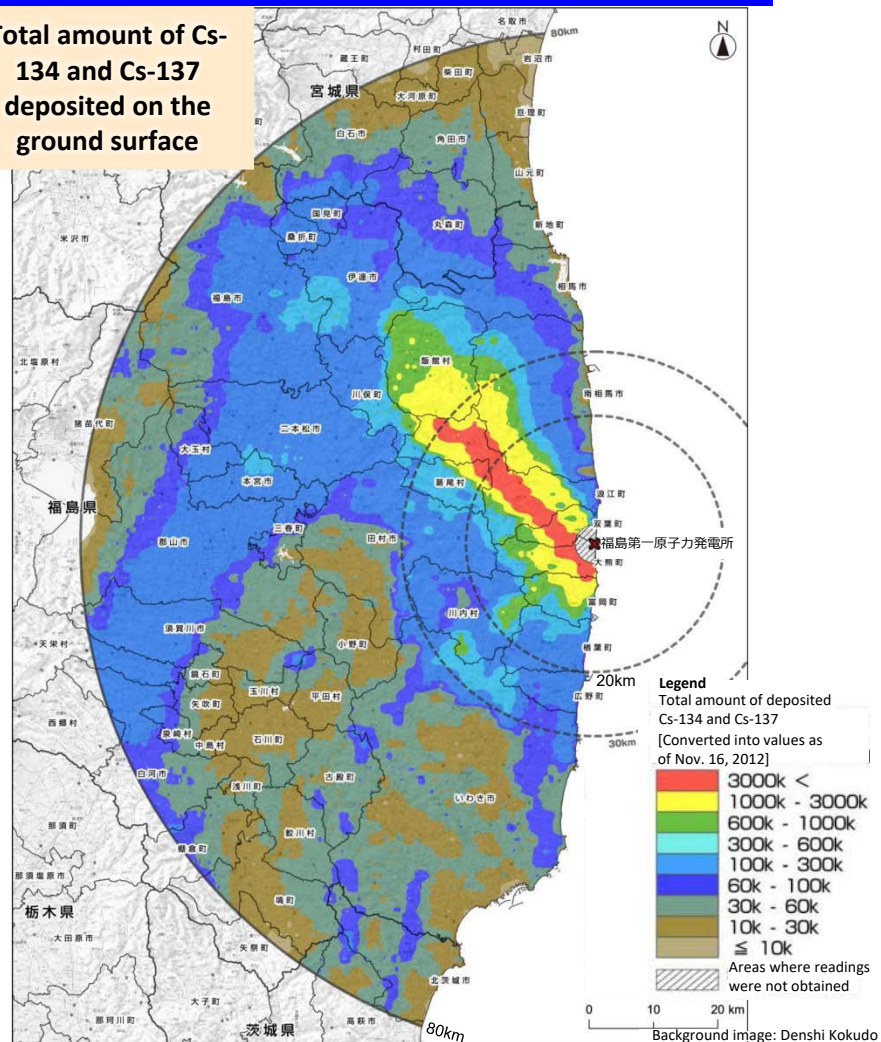 Total amount of Cs-
134 and Cs-137
deposited on the
ground surface
名取市
80km
N
村田町
岩沼市
蔵王町
柴田町
宮城県
大河原町
亘理町
町
白石市
角田市
山元町
国見町
丸森町
新地町
米沢市
桑折町
伊達市
相馬市
福島市
北塩原村
飯舘村
川俣町
南相馬市
猪苗代町
二本松市
大玉村
本宮市
葛尾村
浪江町
福島県
三春町
双葉町
郡山市
田村市
福島第一原子力発電所
大熊町
富岡町
川内村
須賀川市
天栄村
小野町
楢葉町
鏡石町
20km
玉川村
平田村
広野町
矢吹町
西郷村
泉崎村
石川町
中島村
30km
白河市
古殿町
浅川町
いわき市
那須町
鮫川村
棚倉町
那須塩原市
塙町
栃木県
大田原市
矢祭町
北茨城市
大子町
那珂川町
茨城県
高萩市
80km
Legend
Total amount of deposited
Cs-134 and Cs-137
[Converted into values as
of Nov. 16, 2012]
3000k <
1000k - 3000k
600k - 1000k
300k - 600k
100k - 300k
60k - 100k
30k - 60k
10k - 30k
≦ 10k
Areas where readings
were not obtained
0 10 20 km
Background image: Denshi Kokudo